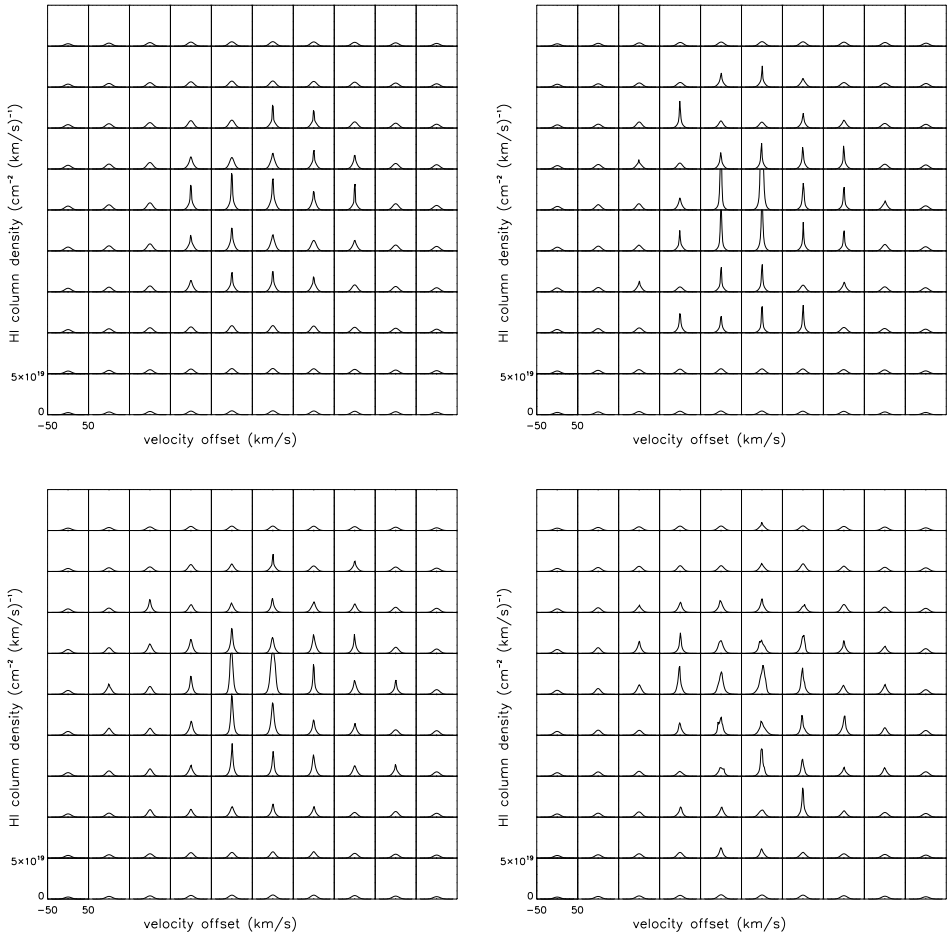 HI column density (cm⁻² (km/s)⁻¹)
5×10¹⁹
0
−50 50
velocity offset (km/s)
HI column density (cm⁻² (km/s)⁻¹)
5×10¹⁹
0
−50 50
velocity offset (km/s)
HI column density (cm⁻² (km/s)⁻¹)
5×10¹⁹
0
−50 50
velocity offset (km/s)
HI column density (cm⁻² (km/s)⁻¹)
5×10¹⁹
0
−50 50
velocity offset (km/s)